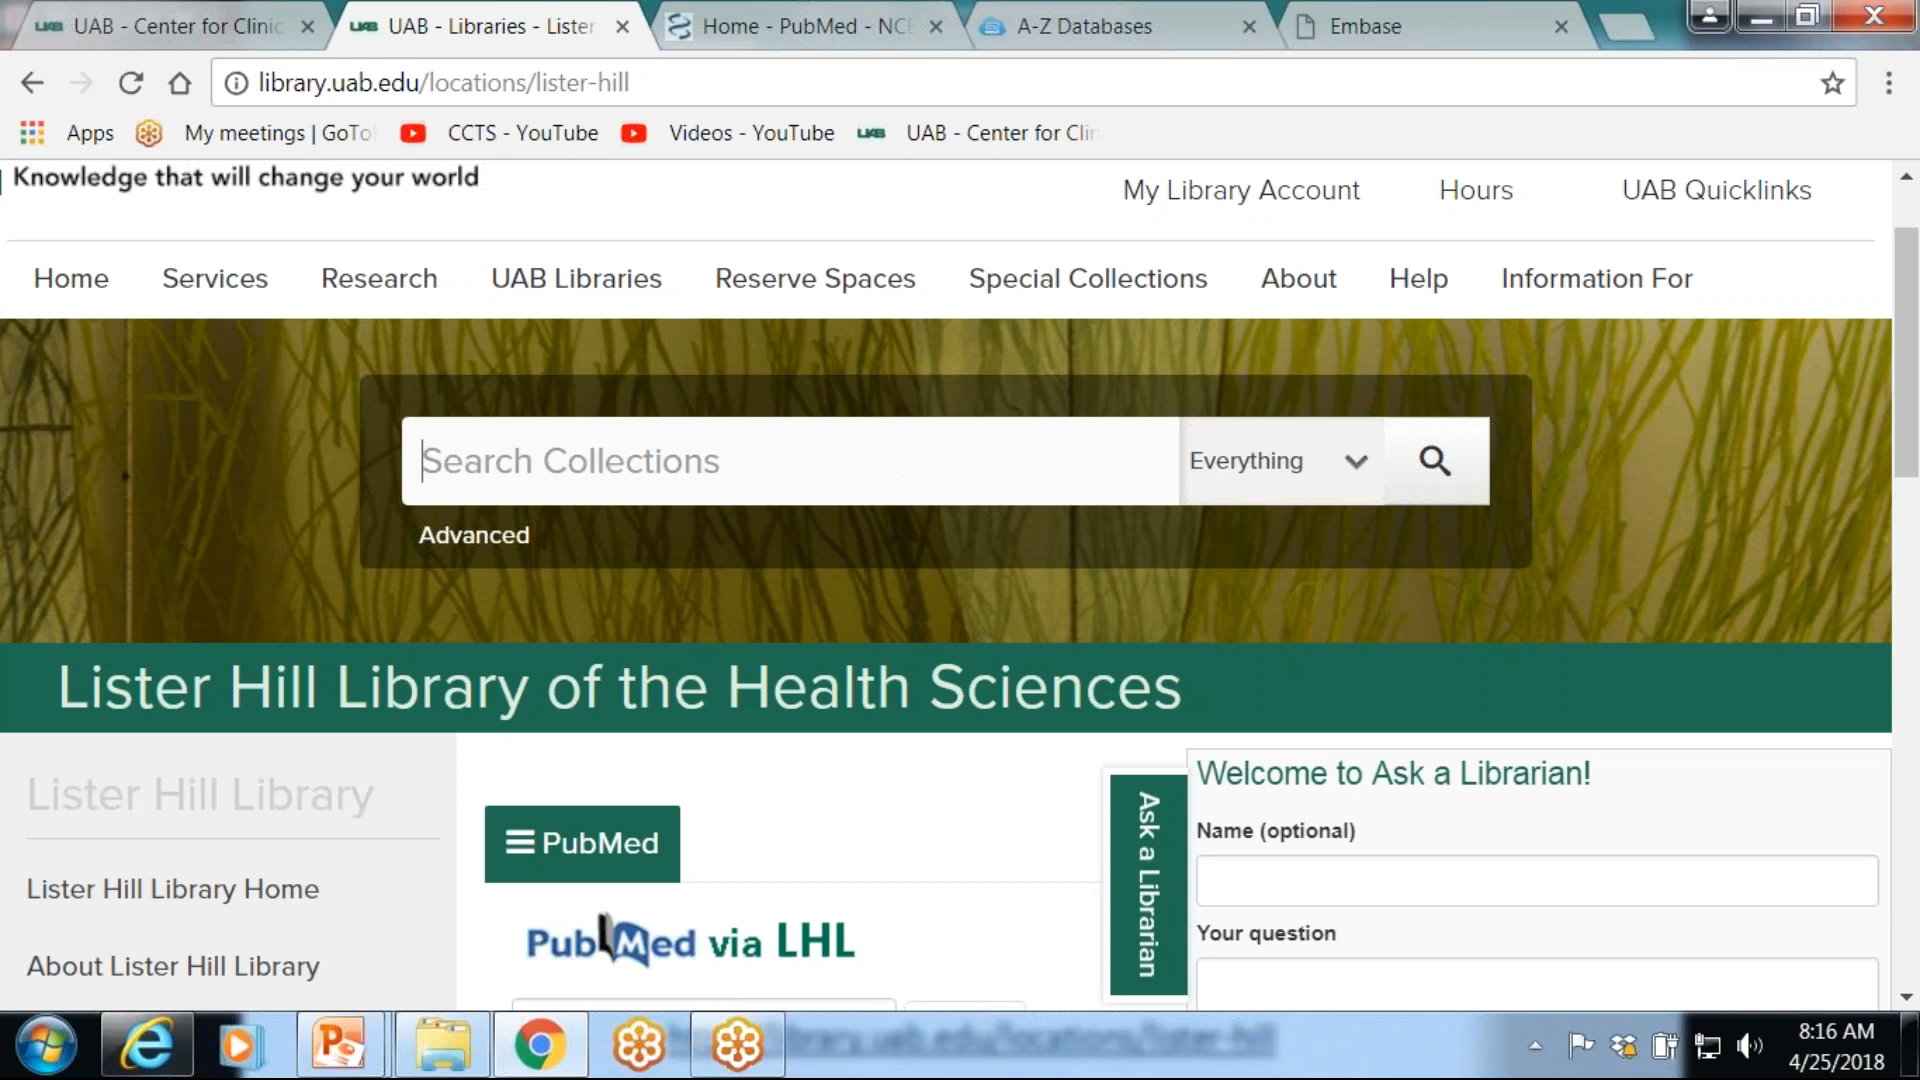 UAB - Center for Clinic
UAB - Libraries - Lister
Home - PubMed - NCB
A-Z Databases
Embase
library.uab.edu/locations/lister-hill
Apps
My meetings | GoTo
CCTS - YouTube
Videos - YouTube
UAB
UAB - Center for Clin
Knowledge that will change your world
My Library Account
Hours
UAB Quicklinks
Home
Services
Research
UAB Libraries
Reserve Spaces
Special Collections
About
Help
Information For
Search Collections
Everything
Advanced
Lister Hill Library of the Health Sciences
Lister Hill Library
Lister Hill Library Home
About Lister Hill Library
PubMed
PubMed via LHL
Ask a Librarian
Welcome to Ask a Librarian!
Name (optional)
Your question
8:16 AM
4/25/2018